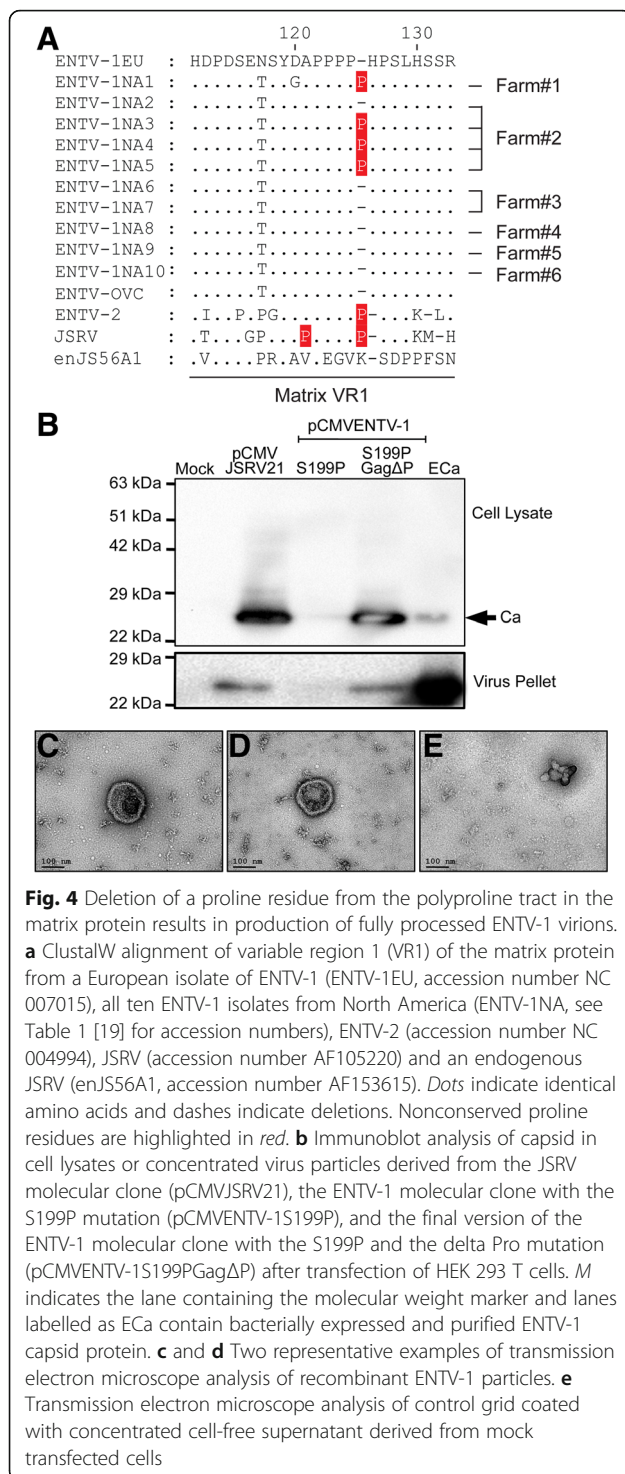 A
120 130
ENTV-1EU : HDPDSENSYDAPPPP-HPSLHSSR
ENTV-1NA1 : ......T..G.....P........ — Farm#1
ENTV-1NA2 : ......T........-........
ENTV-1NA3 : ......T........P........ Farm#2
ENTV-1NA4 : ......T........P........
ENTV-1NA5 : ......T........P........
ENTV-1NA6 : ......T........-........ Farm#3
ENTV-1NA7 : ......T........-........
ENTV-1NA8 : ......T........-........ — Farm#4
ENTV-1NA9 : ......T........-........ — Farm#5
ENTV-1NA10 : ......T........-........ — Farm#6
ENTV-OVC : ......T........-........
ENTV-2 : .I..P.PG.......P-...K-L.
JSRV : .T...GP...P....P-...KM-H
enJS56A1 : .V....PR.AV.EGVK-SDPPFSN
Matrix VR1
B
pCMVENTV-1
Mock pCMV JSRV21 S199P S199P GagΔP ECa
63 kDa
51 kDa
42 kDa
29 kDa
22 kDa
Cell Lysate
Ca
29 kDa
22 kDa
Virus Pellet
C D E
100 nm 100 nm 100 nm
Fig. 4 Deletion of a proline residue from the polyproline tract in the
matrix protein results in production of fully processed ENTV-1 virions.
a ClustalW alignment of variable region 1 (VR1) of the matrix protein
from a European isolate of ENTV-1 (ENTV-1EU, accession number NC
007015), all ten ENTV-1 isolates from North America (ENTV-1NA, see
Table 1 [19] for accession numbers), ENTV-2 (accession number NC
004994), JSRV (accession number AF105220) and an endogenous
JSRV (enJS56A1, accession number AF153615). Dots indicate identical
amino acids and dashes indicate deletions. Nonconserved proline
residues are highlighted in red. b Immunoblot analysis of capsid in
cell lysates or concentrated virus particles derived from the JSRV
molecular clone (pCMVJSRV21), the ENTV-1 molecular clone with the
S199P mutation (pCMVENTV-1S199P), and the final version of the
ENTV-1 molecular clone with the S199P and the delta Pro mutation
(pCMVENTV-1S199PGagΔP) after transfection of HEK 293 T cells. M
indicates the lane containing the molecular weight marker and lanes
labelled as ECa contain bacterially expressed and purified ENTV-1
capsid protein. c and d Two representative examples of transmission
electron microscope analysis of recombinant ENTV-1 particles. e
Transmission electron microscope analysis of control grid coated
with concentrated cell-free supernatant derived from mock
transfected cells